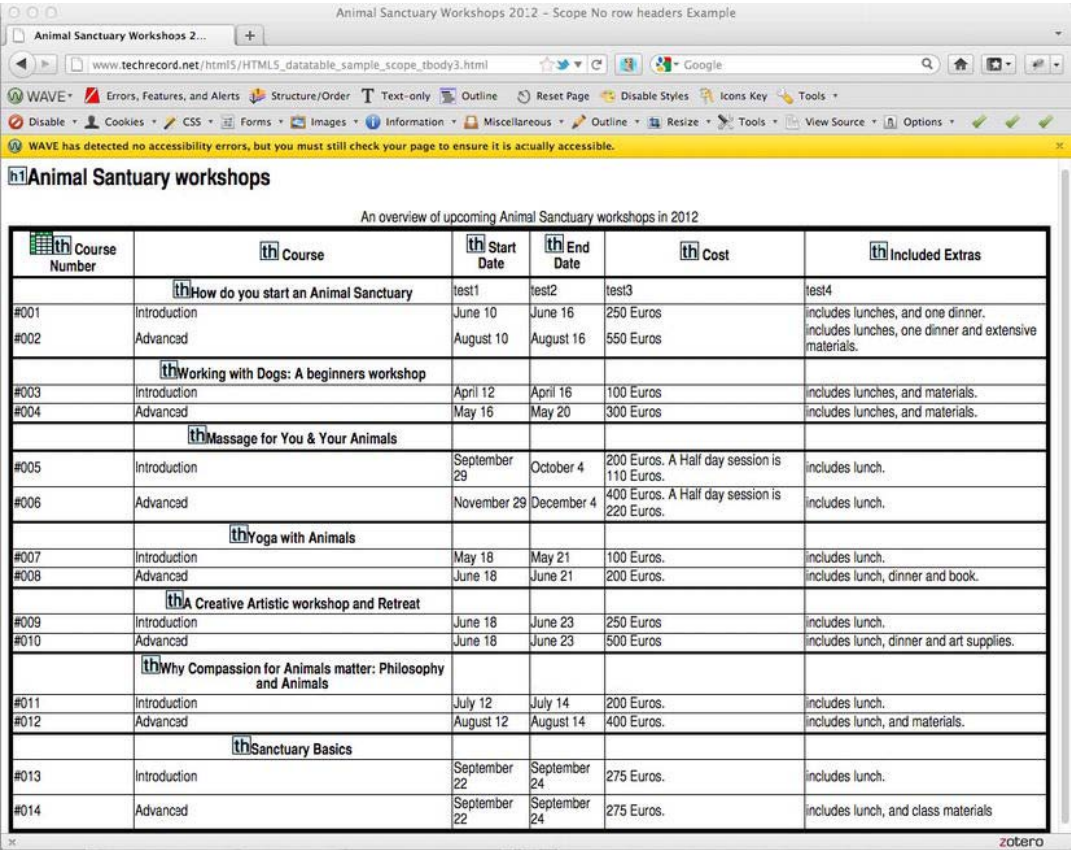 Animal Sanctuary Workshops 2012 – Scope No row headers Example
Animal Sanctuary Workshops 2... +
www.techrecord.net/html5/HTML5_datatable_sample_scope_tbody3.html Google
WAVE Errors, Features, and Alerts Structure/Order Text-only Outline Reset Page Disable Styles Icons Key Tools
Disable Cookies CSS Forms Images Information Miscellaneous Outline Resize Tools View Source Options
WAVE has detected no accessibility errors, but you must still check your page to ensure it is actually accessible.
h1 Animal Santuary workshops
An overview of upcoming Animal Sanctuary workshops in 2012
th Course Number th Course th Start Date th End Date th Cost th Included Extras
th How do you start an Animal Sanctuary test1 test2 test3 test4
#001 Introduction June 10 June 16 250 Euros includes lunches, and one dinner.
#002 Advanced August 10 August 16 550 Euros includes lunches, one dinner and extensive materials.
th Working with Dogs: A beginners workshop
#003 Introduction April 12 April 16 100 Euros includes lunches, and materials.
#004 Advanced May 16 May 20 300 Euros includes lunches, and materials.
th Massage for You & Your Animals
#005 Introduction September 29 October 4 200 Euros. A Half day session is 110 Euros. includes lunch.
#006 Advanced November 29 December 4 400 Euros. A Half day session is 220 Euros. includes lunch.
th Yoga with Animals
#007 Introduction May 18 May 21 100 Euros. includes lunch.
#008 Advanced June 18 June 21 200 Euros. includes lunch, dinner and book.
th A Creative Artistic workshop and Retreat
#009 Introduction June 18 June 23 250 Euros includes lunch.
#010 Advanced June 18 June 23 500 Euros includes lunch, dinner and art supplies.
th Why Compassion for Animals matter: Philosophy and Animals
#011 Introduction July 12 July 14 200 Euros. includes lunch.
#012 Advanced August 12 August 14 400 Euros. includes lunch, and materials.
th Sanctuary Basics
#013 Introduction September 22 September 24 275 Euros. includes lunch.
#014 Advanced September 22 September 24 275 Euros. includes lunch, and class materials
zotero